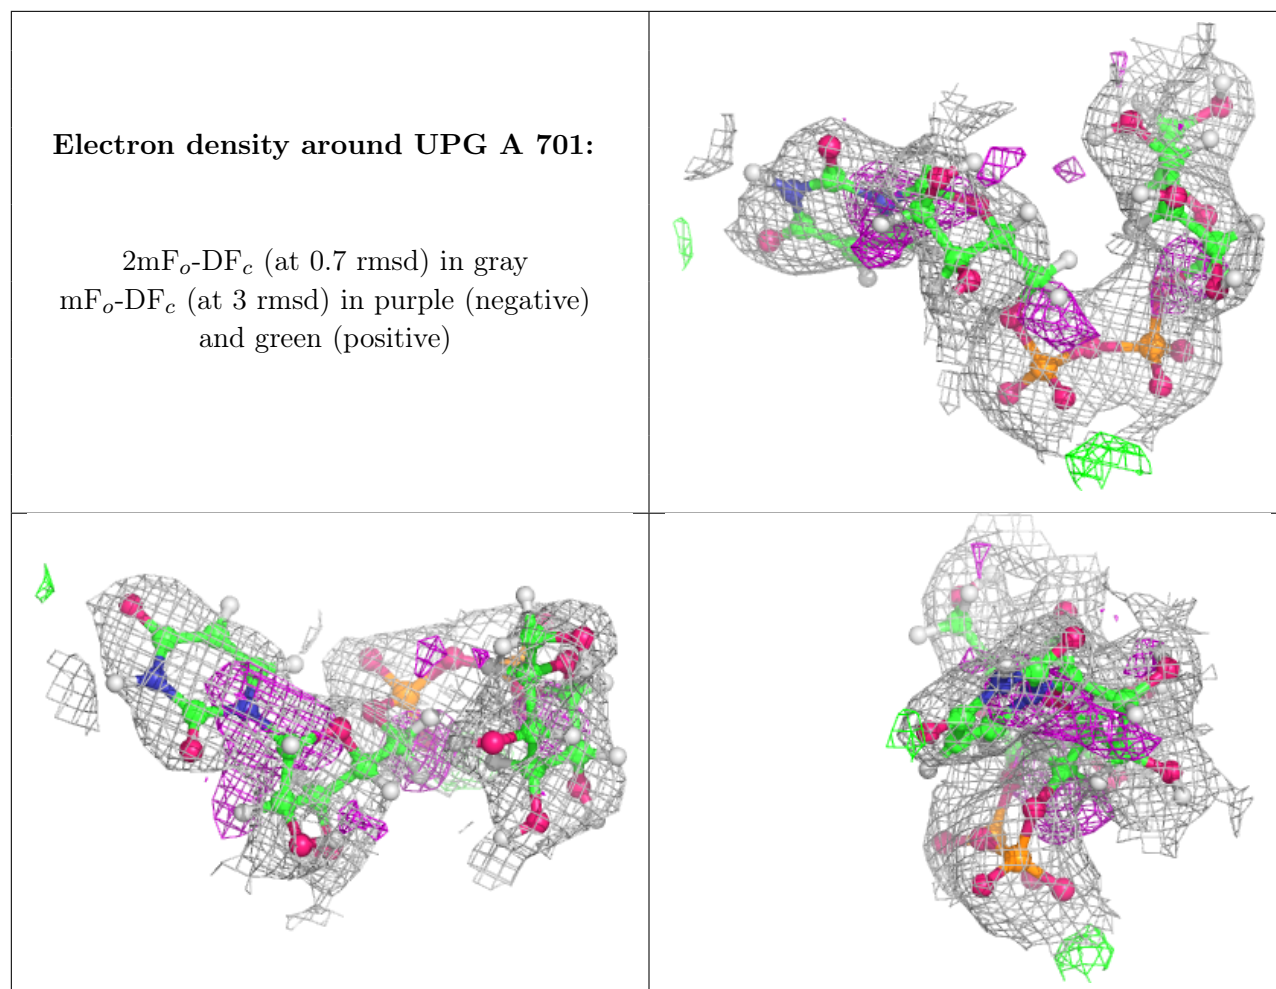 Electron density around UPG A 701:
2mFo-DFc (at 0.7 rmsd) in gray
mFo-DFc (at 3 rmsd) in purple (negative)
and green (positive)